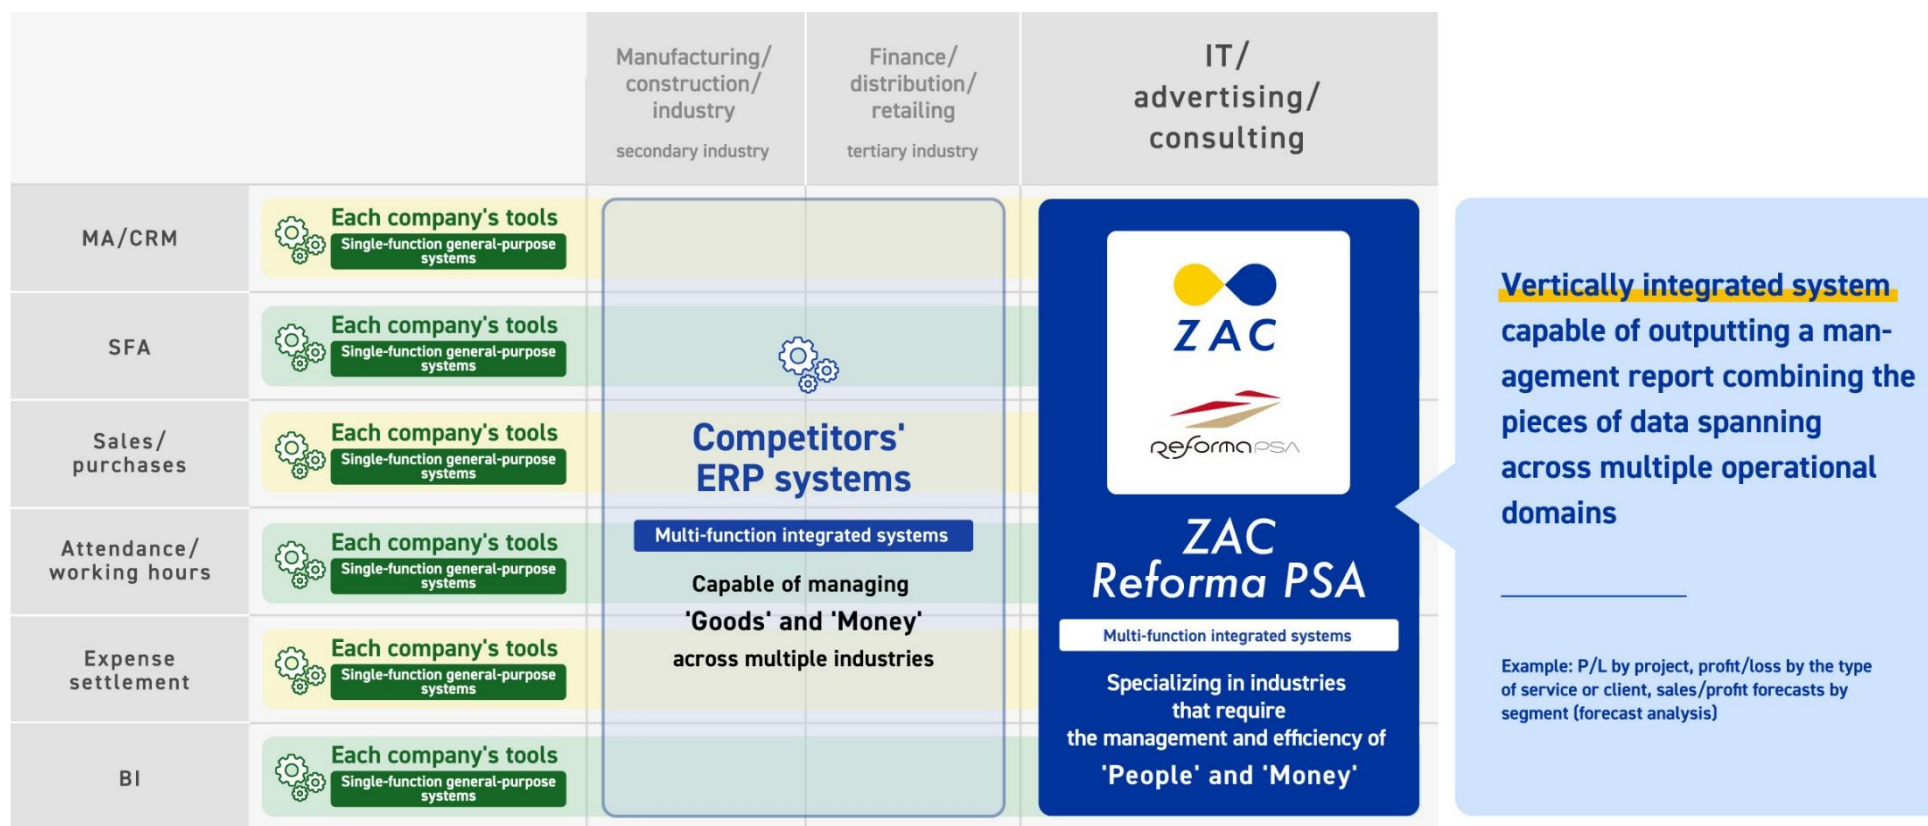 Manufacturing/
construction/
industry
secondary industry
Finance/
distribution/
retailing
tertiary industry
IT/
advertising/
consulting
MA/CRM
Each company's tools
Single-function general-purpose
systems
SFA
Each company's tools
Single-function general-purpose
systems
Sales/
purchases
Each company's tools
Single-function general-purpose
systems
Attendance/
working hours
Each company's tools
Single-function general-purpose
systems
Expense
settlement
Each company's tools
Single-function general-purpose
systems
BI
Each company's tools
Single-function general-purpose
systems
Competitors'
ERP systems
Multi-function integrated systems
Capable of managing
'Goods' and 'Money'
across multiple industries
ZAC
Reforma PSA
ZAC
Reforma PSA
Multi-function integrated systems
Specializing in industries
that require
the management and efficiency of
'People' and 'Money'
Vertically integrated system
capable of outputting a man-
agement report combining the
pieces of data spanning
across multiple operational
domains
Example: P/L by project, profit/loss by the type
of service or client, sales/profit forecasts by
segment (forecast analysis)